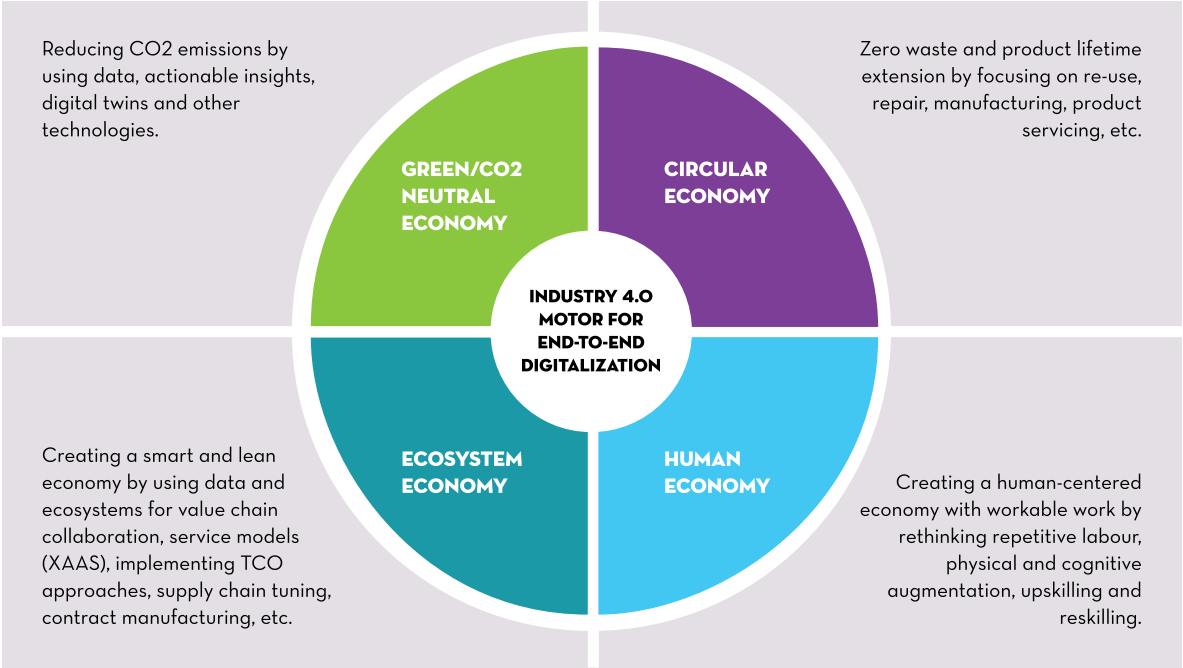 Reducing CO2 emissions by
using data, actionable insights,
digital twins and other
technologies.
Zero waste and product lifetime
extension by focusing on re-use,
repair, manufacturing, product
servicing, etc.
GREEN/CO2
NEUTRAL
ECONOMY
CIRCULAR
ECONOMY
INDUSTRY 4.0
MOTOR FOR
END-TO-END
DIGITALIZATION
ECOSYSTEM
ECONOMY
HUMAN
ECONOMY
Creating a smart and lean
economy by using data and
ecosystems for value chain
collaboration, service models
(XAAS), implementing TCO
approaches, supply chain tuning,
contract manufacturing, etc.
Creating a human-centered
economy with workable work by
rethinking repetitive labour,
physical and cognitive
augmentation, upskilling and
reskilling.